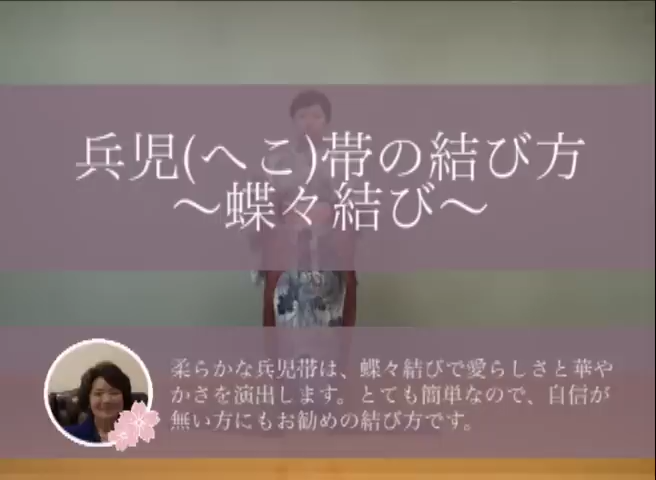 兵児(へこ)帯の結び方
〜蝶々結び〜
柔らかな兵児帯は、蝶々結びで愛らしさと華や
かさを演出します。とても簡単なので、自信が
無い方にもお勧めの結び方です。